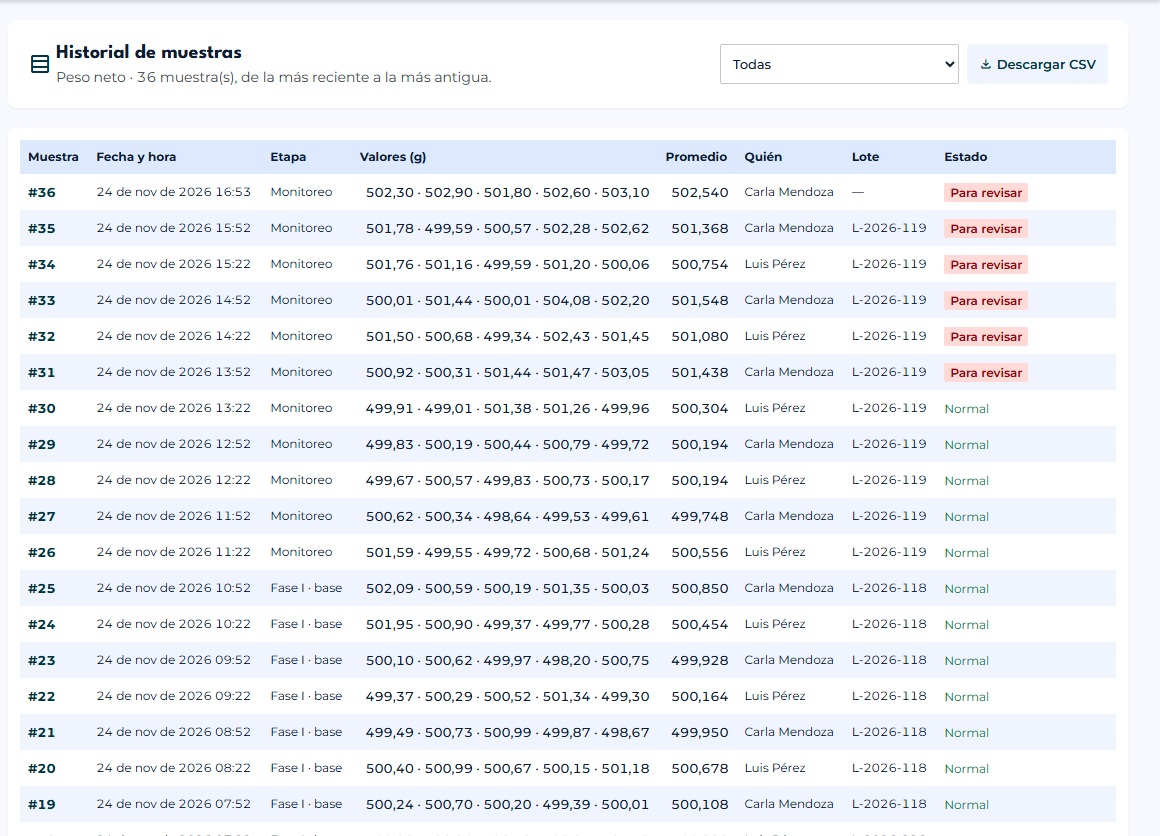 Historial de muestras
Peso neto · 36 muestra(s), de la más reciente a la más antigua.
Todas
Descargar CSV
Muestra Fecha y hora Etapa Valores (g) Promedio Quién Lote Estado
#36 24 de nov de 2026 16:53 Monitoreo 502,30 · 502,90 · 501,80 · 502,60 · 503,10 502,540 Carla Mendoza — Para revisar
#35 24 de nov de 2026 15:52 Monitoreo 501,78 · 499,59 · 500,57 · 502,28 · 502,62 501,368 Carla Mendoza L-2026-119 Para revisar
#34 24 de nov de 2026 15:22 Monitoreo 501,76 · 501,16 · 499,59 · 501,20 · 500,06 500,754 Luis Pérez L-2026-119 Para revisar
#33 24 de nov de 2026 14:52 Monitoreo 500,01 · 501,44 · 500,01 · 504,08 · 502,20 501,548 Carla Mendoza L-2026-119 Para revisar
#32 24 de nov de 2026 14:22 Monitoreo 501,50 · 500,68 · 499,34 · 502,43 · 501,45 501,080 Luis Pérez L-2026-119 Para revisar
#31 24 de nov de 2026 13:52 Monitoreo 500,92 · 500,31 · 501,44 · 501,47 · 503,05 501,438 Carla Mendoza L-2026-119 Para revisar
#30 24 de nov de 2026 13:22 Monitoreo 499,91 · 499,01 · 501,38 · 501,26 · 499,96 500,304 Luis Pérez L-2026-119 Normal
#29 24 de nov de 2026 12:52 Monitoreo 499,83 · 500,19 · 500,44 · 500,79 · 499,72 500,194 Carla Mendoza L-2026-119 Normal
#28 24 de nov de 2026 12:22 Monitoreo 499,67 · 500,57 · 499,83 · 500,73 · 500,17 500,194 Luis Pérez L-2026-119 Normal
#27 24 de nov de 2026 11:52 Monitoreo 500,62 · 500,34 · 498,64 · 499,53 · 499,61 499,748 Carla Mendoza L-2026-119 Normal
#26 24 de nov de 2026 11:22 Monitoreo 501,59 · 499,55 · 499,72 · 500,68 · 501,24 500,556 Luis Pérez L-2026-119 Normal
#25 24 de nov de 2026 10:52 Fase I · base 502,09 · 500,59 · 500,19 · 501,35 · 500,03 500,850 Carla Mendoza L-2026-118 Normal
#24 24 de nov de 2026 10:22 Fase I · base 501,95 · 500,90 · 499,37 · 499,77 · 500,28 500,454 Luis Pérez L-2026-118 Normal
#23 24 de nov de 2026 09:52 Fase I · base 500,10 · 500,62 · 499,97 · 498,20 · 500,75 499,928 Carla Mendoza L-2026-118 Normal
#22 24 de nov de 2026 09:22 Fase I · base 499,37 · 500,29 · 500,52 · 501,34 · 499,30 500,164 Luis Pérez L-2026-118 Normal
#21 24 de nov de 2026 08:52 Fase I · base 499,49 · 500,73 · 500,99 · 499,87 · 498,67 499,950 Carla Mendoza L-2026-118 Normal
#20 24 de nov de 2026 08:22 Fase I · base 500,40 · 500,99 · 500,67 · 500,15 · 501,18 500,678 Luis Pérez L-2026-118 Normal
#19 24 de nov de 2026 07:52 Fase I · base 500,24 · 500,70 · 500,20 · 499,39 · 500,01 500,108 Carla Mendoza L-2026-118 Normal